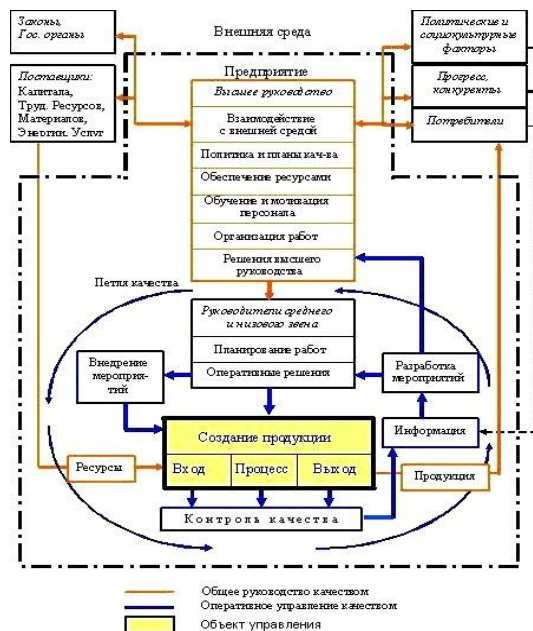 Законы,
Гос. органы
Внешняя среда
Политические и
социокультурные
факторы
Поставщики:
Капитала,
Труд. Ресурсов,
Материалов,
Энергии, Услуг
Предприятие
Прогресс,
конкуренты
Потребители
Высшее руководство
Взаимодействие
с внешней средой
Политика и планы кач-ва
Обеспечение ресурсами
Обучение и мотивация
персонала
Организация работ
Решения высшего
руководства
Петля качества
Руководители среднего
и низового звена
Планирование работ
Оперативные решения
Внедрение
мероприя-
тий
Разработка
мероприятий
Информация
Создание продукции
Вход
Процесс
Выход
Ресурсы
Продукция
Контроль качества
Общее руководство качеством
Оперативное управление качеством
Объект управления